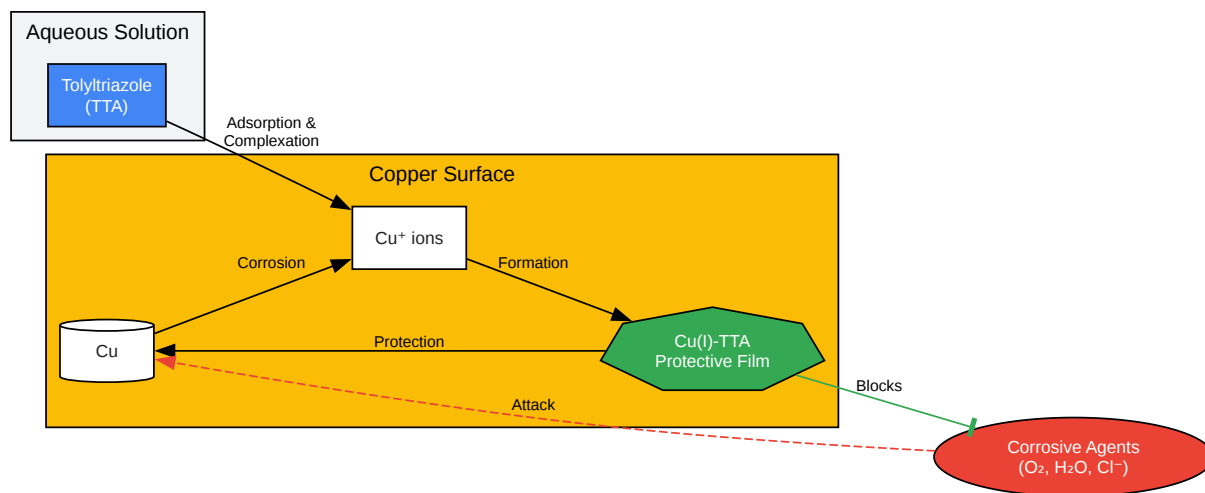 Aqueous Solution
Tolyltriazole
(TTA)
Adsorption &
Complexation
Copper Surface
Cu⁺ ions
Corrosion
Formation
Cu
Protection
Cu(I)-TTA
Protective Film
Blocks
Attack
Corrosive Agents
(O₂, H₂O, Cl⁻)